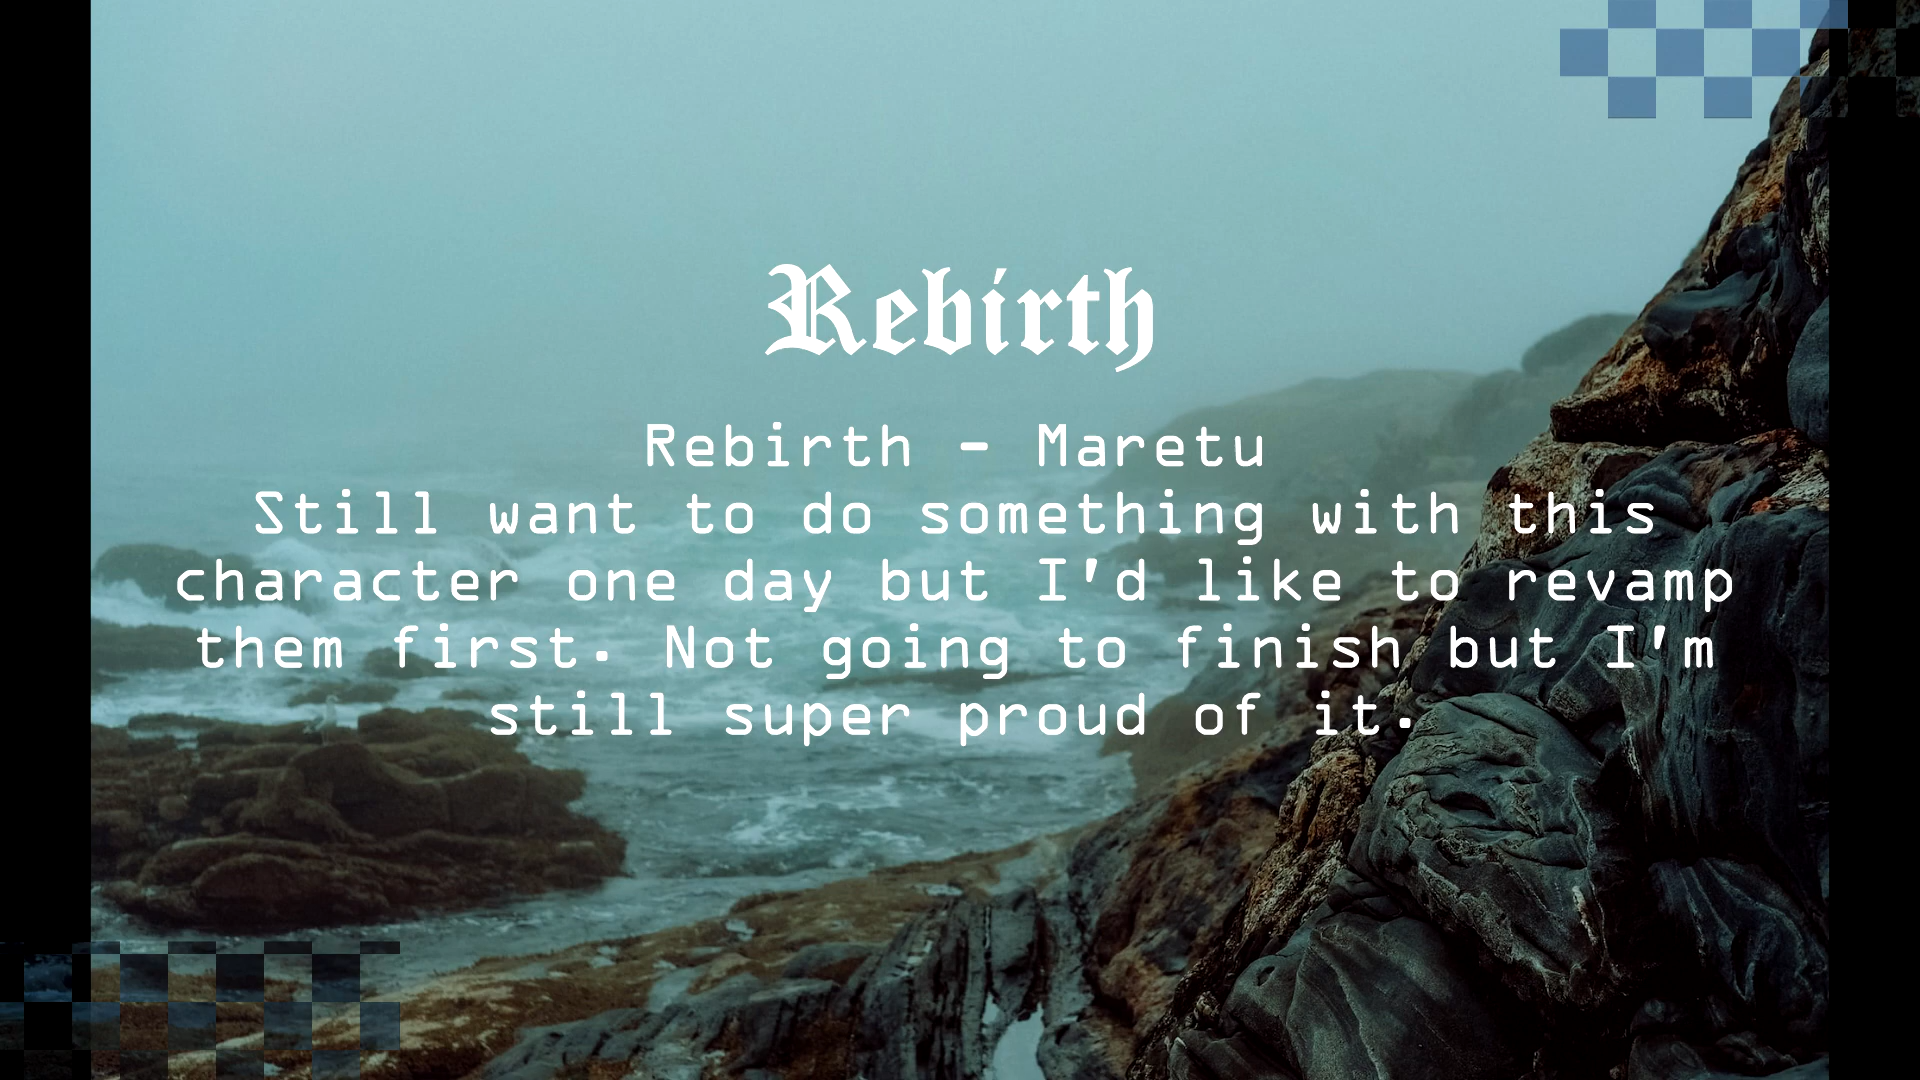 Rebirth
Rebirth - Maretu
Still want to do something with this
character one day but I'd like to revamp
them first. Not going to finish but I'm
still super proud of it.